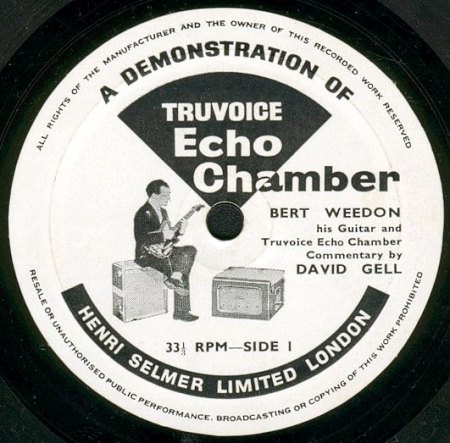 ALL RIGHTS OF THE MANUFACTURER AND THE OWNER OF THIS RECORDED WORK RESERVED
A DEMONSTRATION OF
TRUVOICE
Echo
Chamber
BERT WEEDON
his Guitar and
Truvoice Echo Chamber
Commentary by
DAVID GELL
33⅓ RPM—SIDE 1
HENRI SELMER LIMITED LONDON
RESALE OR UNAUTHORISED PUBLIC PERFORMANCE. BROADCASTING OR COPYING OF THIS WORK PROHIBITED